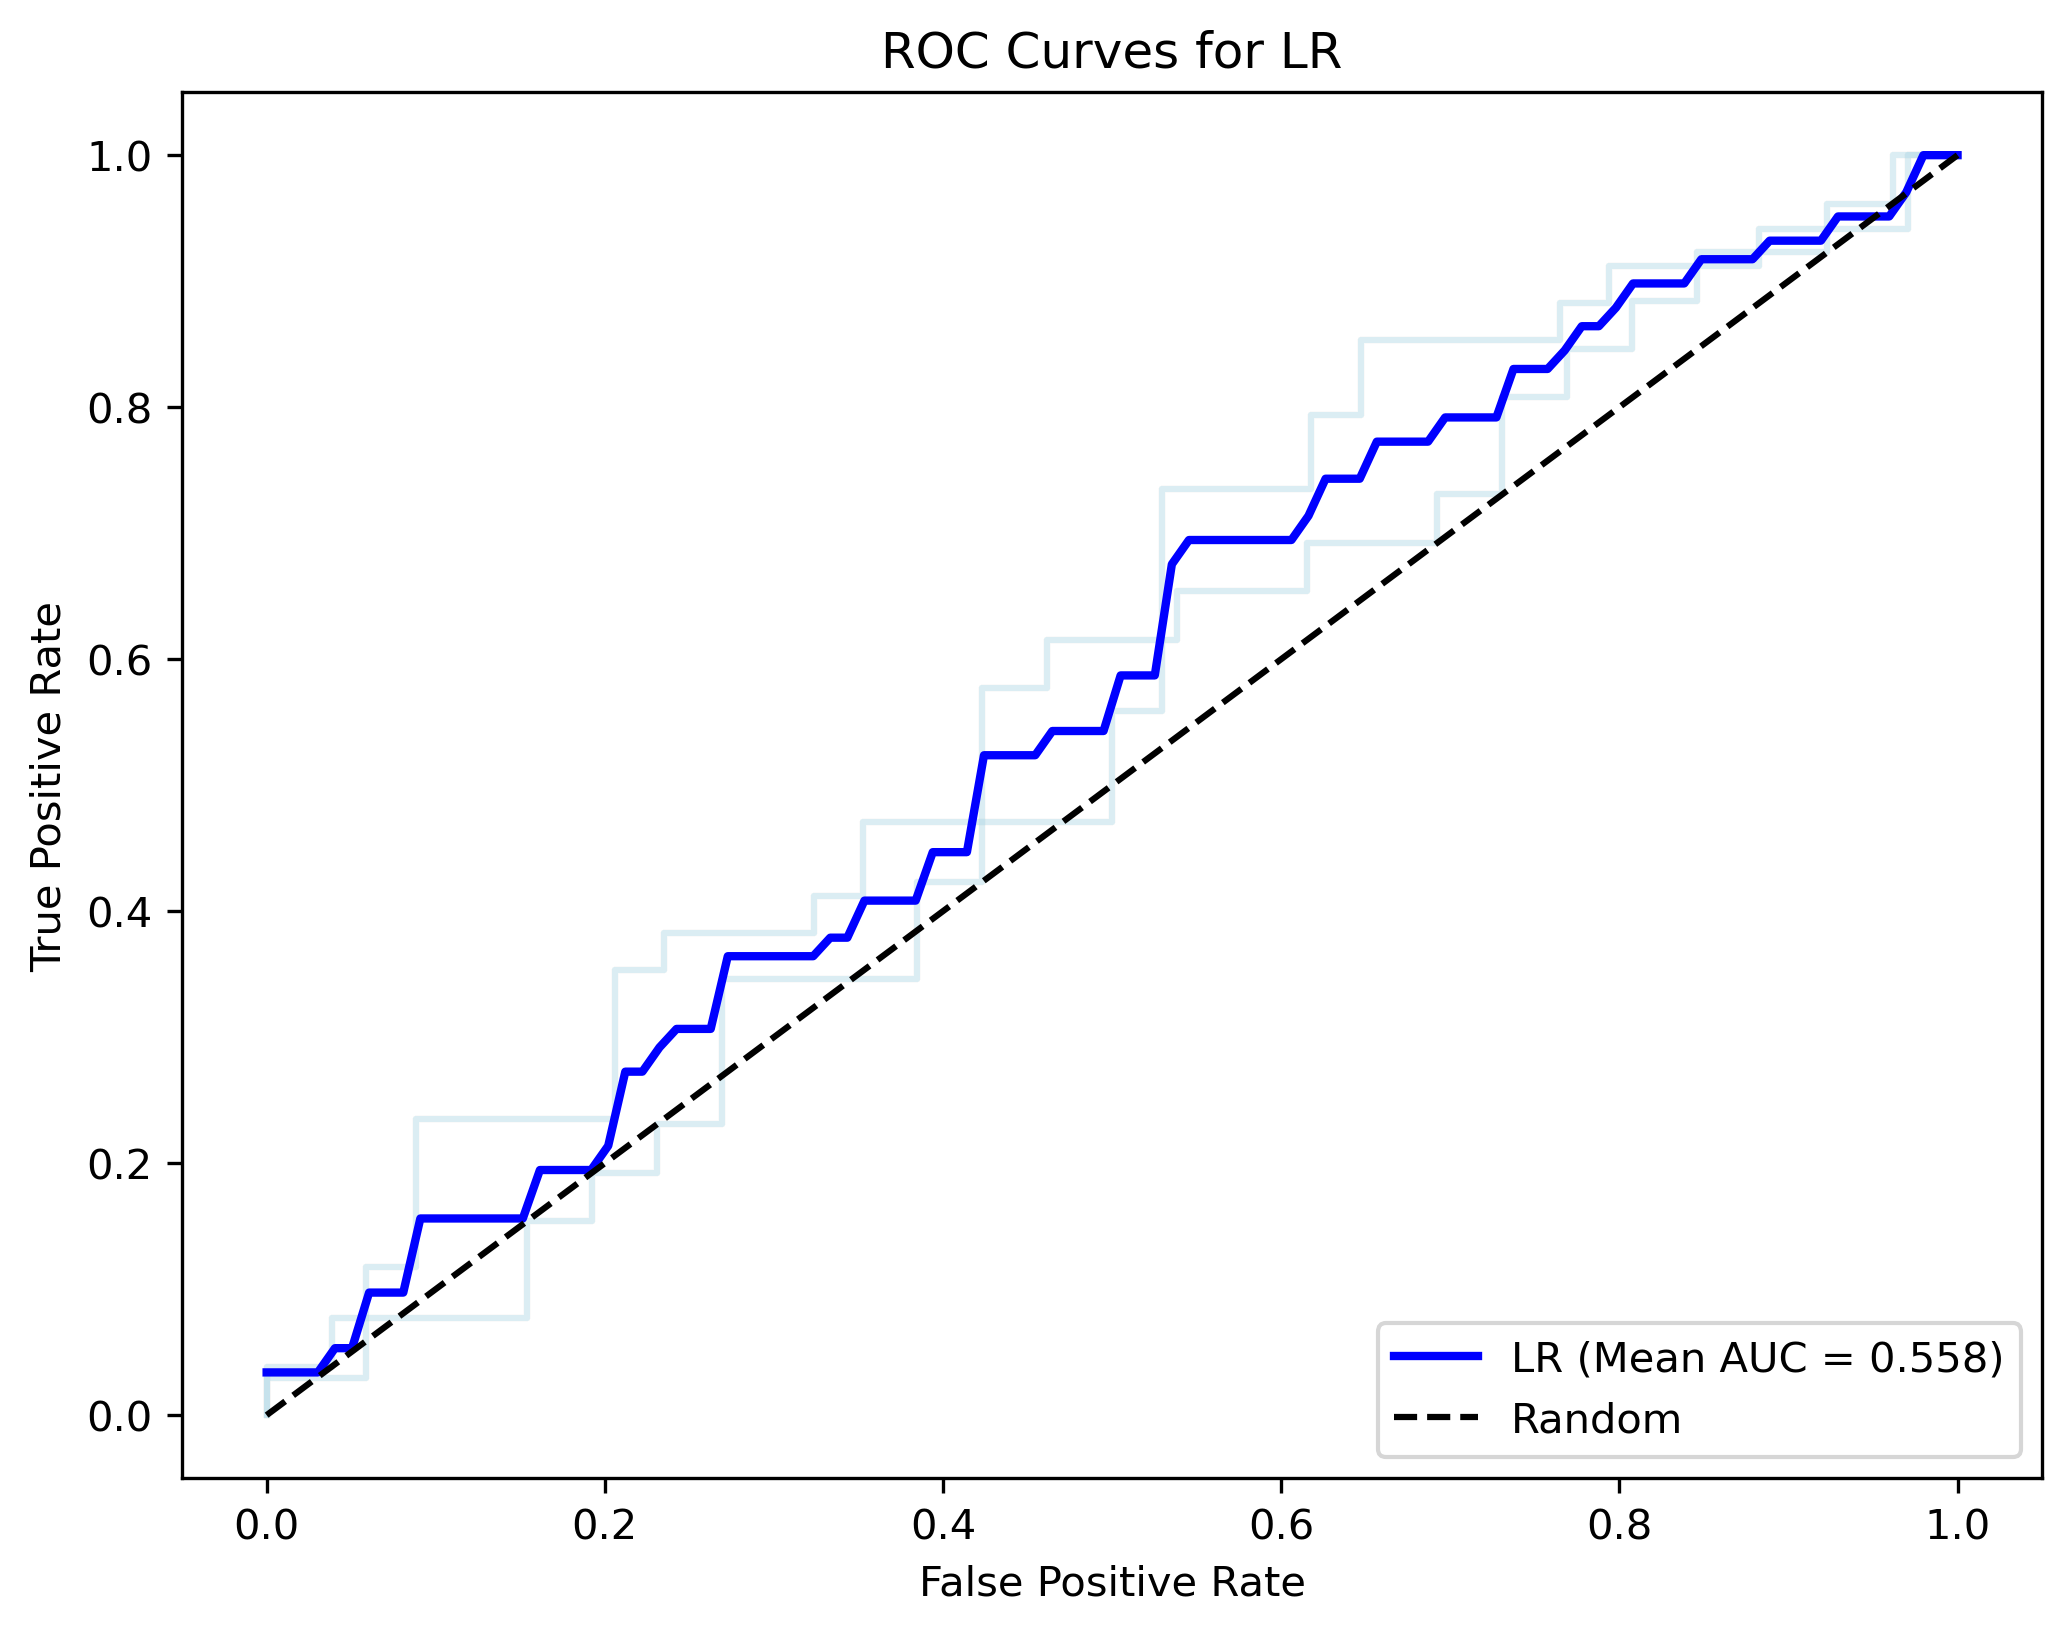 ROC Curves for LR
True Positive Rate
1.0
0.8
0.6
0.4
0.2
0.0
LR (Mean AUC = 0.558)
Random
0.0 0.2 0.4 0.6 0.8 1.0
False Positive Rate